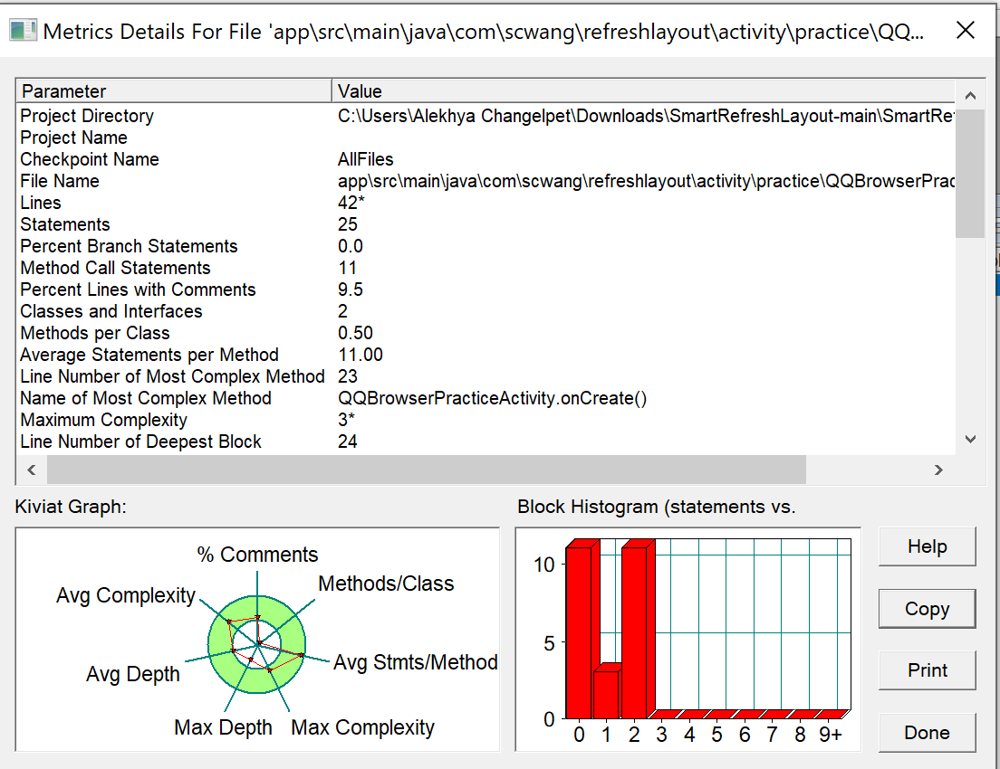 Metrics Details For File 'app\src\main\java\com\scwang\refreshlayout\activity\practice\QQ...
Parameter Value
Project Directory C:\Users\Alekhya Changelpet\Downloads\SmartRefreshLayout-main\SmartRe
Project Name
Checkpoint Name AllFiles
File Name app\src\main\java\com\scwang\refreshlayout\activity\practice\QQBrowserPrac
Lines 42*
Statements 25
Percent Branch Statements 0.0
Method Call Statements 11
Percent Lines with Comments 9.5
Classes and Interfaces 2
Methods per Class 0.50
Average Statements per Method 11.00
Line Number of Most Complex Method 23
Name of Most Complex Method QQBrowserPracticeActivity.onCreate()
Maximum Complexity 3*
Line Number of Deepest Block 24
Kiviat Graph:
% Comments
Methods/Class
Avg Complexity
Avg Stmts/Method
Avg Depth
Max Depth Max Complexity
Block Histogram (statements vs.
10
5
0
0 1 2 3 4 5 6 7 8 9+
Help
Copy
Print
Done